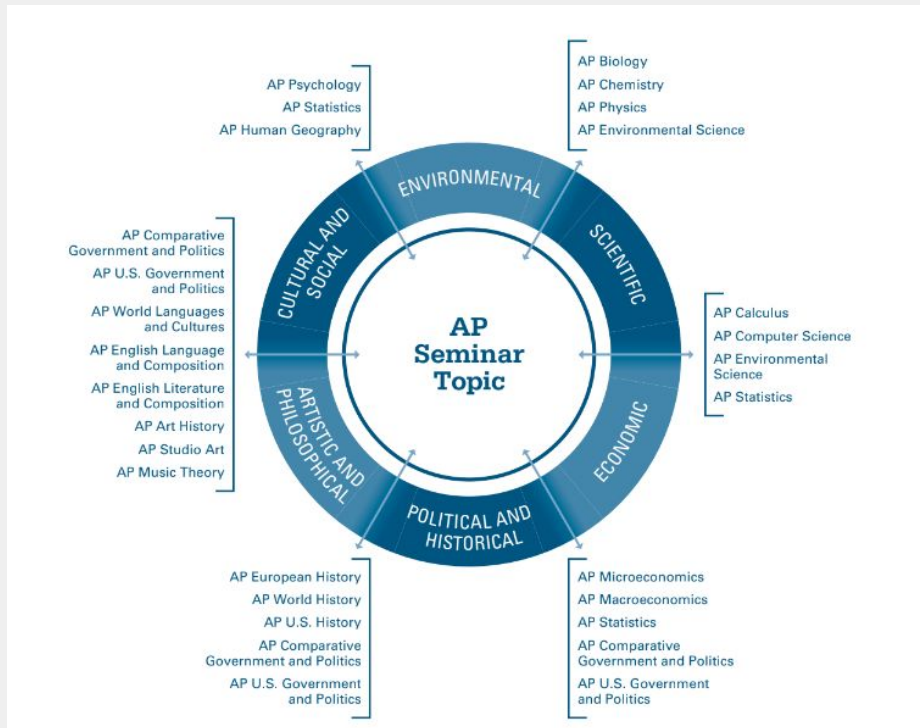 AP Psychology
AP Statistics
AP Human Geography
AP Biology
AP Chemistry
AP Physics
AP Environmental Science
ENVIRONMENTAL
CULTURAL AND
SOCIAL
SCIENTIFIC
AP Comparative
Government and Politics
AP U.S. Government
and Politics
AP World Languages
and Cultures
AP English Language
and Composition
AP English Literature
and Composition
AP Art History
AP Studio Art
AP Music Theory
AP
Seminar
Topic
AP Calculus
AP Computer Science
AP Environmental
Science
AP Statistics
ARTISTIC AND
PHILOSOPHICAL
ECONOMIC
POLITICAL AND
HISTORICAL
AP European History
AP World History
AP U.S. History
AP Comparative
Government and Politics
AP U.S. Government
and Politics
AP Microeconomics
AP Macroeconomics
AP Statistics
AP Comparative
Government and Politics
AP U.S. Government
and Politics